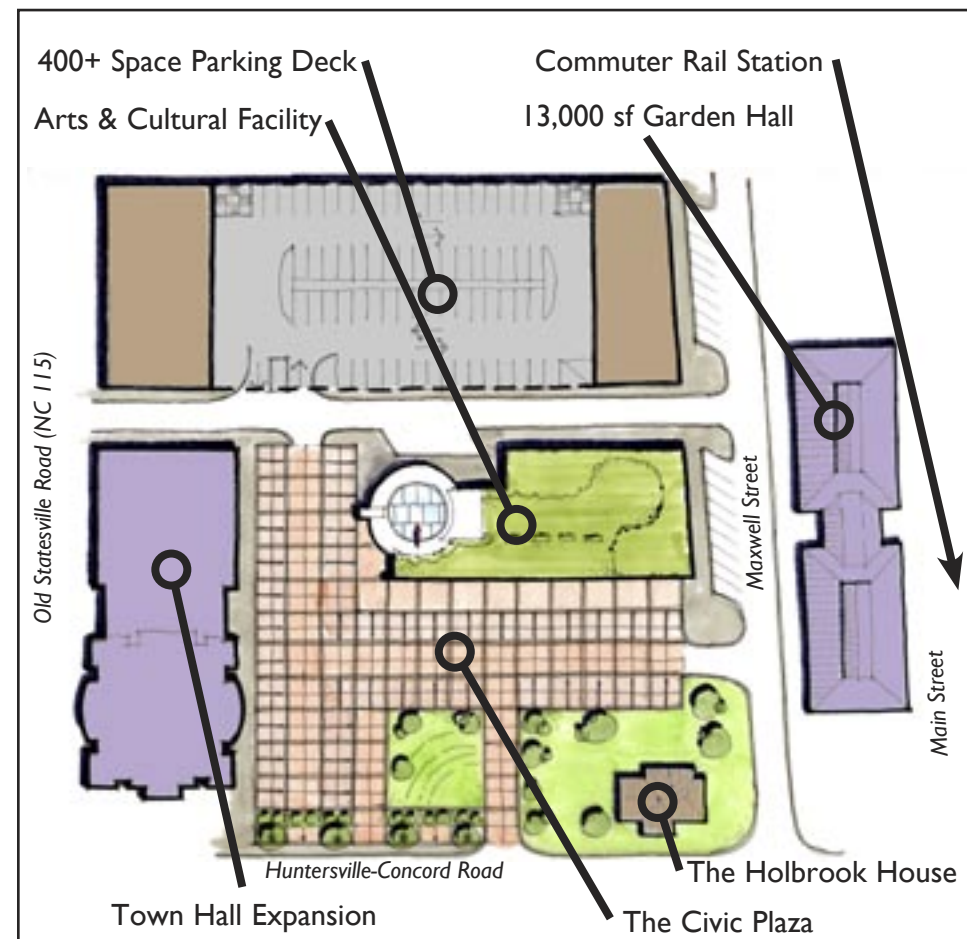 400+ Space Parking Deck
Commuter Rail Station
Arts & Cultural Facility
13,000 sf Garden Hall
Old Statesville Road (NC 115)
Maxwell Street
Main Street
Huntersville-Concord Road
The Holbrook House
Town Hall Expansion
The Civic Plaza